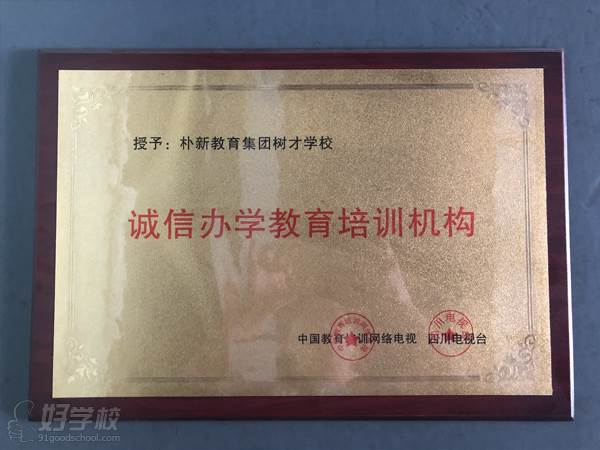 授予：朴新教育集团树才学校
诚信办学教育培训机构
中国教育培训网络电视 四川电视台
好学校
91goodschool.com